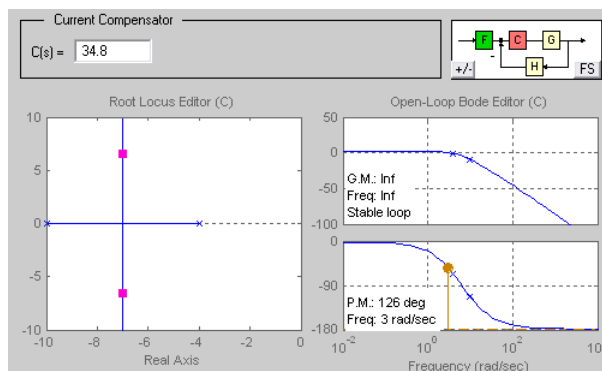 Current Compensator
C(s) = 34.8
F C G
H
+/- FS
Root Locus Editor (C)
10
5
0
-5
-10
-10 -8 -6 -4 -2 0
Real Axis
Open-Loop Bode Editor (C)
50
0
-50
-100
G.M.: Inf
Freq: Inf
Stable loop
0
-90
-180
P.M.: 126 deg
Freq: 3 rad/sec
10^-2 10^0 10^2 10^4
Frequency (rad/sec)